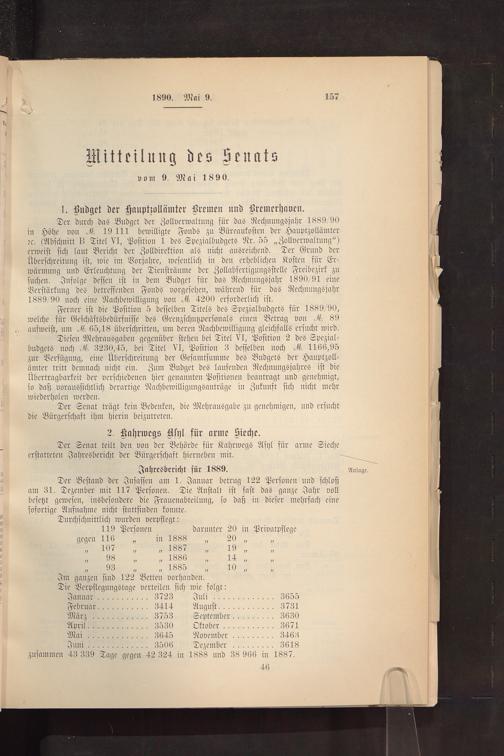 1890. Mai 9.
157
Mitteilung des Senats
vom 9. Mai 1890.
1. Budget der Hauptzollämter Bremen und Bremerhaven.
Der durch das Budget der Zollverwaltung für das Rechnungsjahr 1889/90
in Höhe von M. 19 111 bewilligte Fonds zu Büreaukosten der Hauptzollämter
ꝛc. (Abschnitt B Titel VI, Position 1 des Spezialbudgets Nr. 55 „Zollverwaltung“)
erweist sich laut Bericht der Zolldirektion als nicht ausreichend. Der Grund der
Überschreitung ist, wie im Vorjahre, wesentlich in den erheblichen Kosten für Er-
wärmung und Erleuchtung der Diensträume der Zollabfertigungsstelle Freibezirk zu
suchen. Infolge dessen ist in dem Budget für das Rechnungsjahr 1890/91 eine
Verstärkung des betreffenden Fonds vorgesehen, während für das Rechnungsjahr
1889/90 noch eine Nachbewilligung von M. 4200 erforderlich ist.
Ferner ist die Position 5 desselben Titels des Spezialbudgets für 1889/90,
welche für Geschäftsbedürfnisse des Grenzschutzpersonals einen Betrag von M. 89
aufweist, um M. 65,18 überschritten, um deren Nachbewilligung gleichfalls ersucht wird.
Diesen Mehrausgaben gegenüber stehen bei Titel VI, Position 2 des Spezial-
budgets noch M. 3230,45, bei Titel VI, Position 3 desselben noch M. 1166,95
zur Verfügung, eine Überschreitung der Gesamtsumme des Budgets der Hauptzoll-
ämter tritt demnach nicht ein. Zum Budget des laufenden Rechnungsjahres ist die
Übertragbarkeit der verschiedenen hier genannten Positionen beantragt und genehmigt,
so daß voraussichtlich derartige Nachbewilligungsanträge in Zukunft sich nicht mehr
wiederholen werden.
Der Senat trägt kein Bedenken, die Mehrausgabe zu genehmigen, und ersucht
die Bürgerschaft ihm hierin beizutreten.
2. Kahrwegs Asyl für arme Sieche.
Der Senat teilt den von der Behörde für Kahrwegs Asyl für arme Sieche
erstatteten Jahresbericht der Bürgerschaft hierneben mit.
Jahresbericht für 1889.
Anlage.
Der Bestand der Insassen am 1. Januar betrug 122 Personen und schloß
am 31. Dezember mit 117 Personen. Die Anstalt ist fast das ganze Jahr voll
besetzt gewesen, insbesondere die Frauenabteilung, so daß in dieser mehrfach eine
sofortige Aufnahme nicht stattfinden konnte.
Durchschnittlich wurden verpflegt:
119 Personen darunter 20 in Privatpflege
gegen 116 „ in 1888 „ 20 „ „
„ 107 „ „ 1887 „ 19 „ „
„ 98 „ „ 1886 „ 14 „ „
„ 93 „ „ 1885 „ 10 „ „
Im ganzen sind 122 Betten vorhanden.
Die Verpflegungstage verteilen sich wie folgt:
Januar . . . . . . . . . . . 3723 Juli . . . . . . . . . . . . . 3655
Februar . . . . . . . . . . . 3414 August . . . . . . . . . . . 3731
März . . . . . . . . . . . . 3753 September . . . . . . . . . 3630
April . . . . . . . . . . . . 3530 Oktober . . . . . . . . . . . 3671
Mai . . . . . . . . . . . . . 3645 November . . . . . . . . . 3463
Juni . . . . . . . . . . . . 3506 Dezember . . . . . . . . . 3618
zusammen 43 339 Tage gegen 42 324 in 1888 und 38 966 in 1887.
46